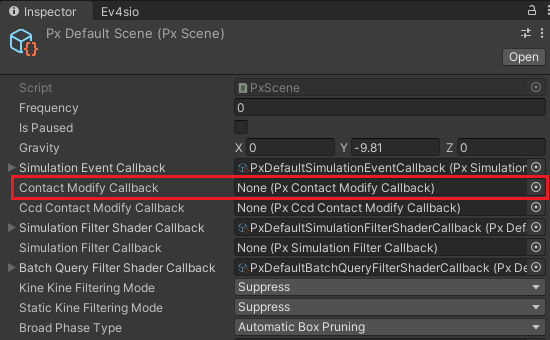 Inspector Ev4sio
Px Default Scene (Px Scene)
Open
Script PxScene
Frequency 0
Is Paused
Gravity X 0 Y -9.81 Z 0
Simulation Event Callback PxDefaultSimulationEventCallback (Px Simulation
Contact Modify Callback None (Px Contact Modify Callback)
Ccd Contact Modify Callback None (Px Ccd Contact Modify Callback)
Simulation Filter Shader Callback PxDefaultSimulationFilterShaderCallback (Px Def
Simulation Filter Callback None (Px Simulation Filter Callback)
Batch Query Filter Shader Callback PxDefaultBatchQueryFilterShaderCallback (Px De
Kine Kine Filtering Mode Suppress
Static Kine Filtering Mode Suppress
Broad Phase Type Automatic Box Pruning